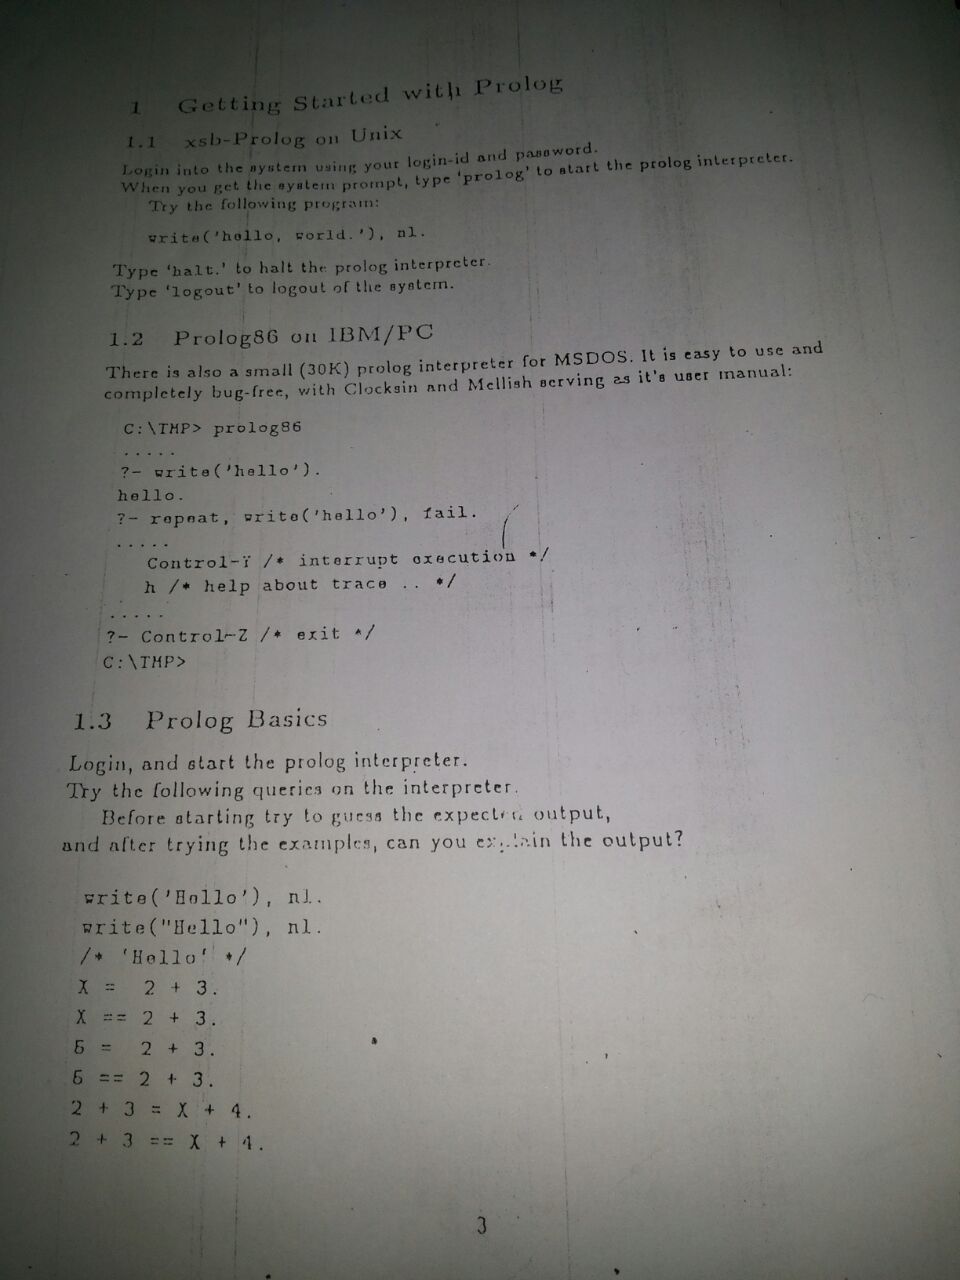 1 Getting Started with Prolog
1.1 xsb-Prolog on Unix
Login into the system using your login-id and password.
When you get the system prompt, type 'prolog' to start the prolog interpreter.
Try the following program:
write('hello, world.'), nl.
Type 'halt.' to halt the prolog interpreter.
Type 'logout' to logout of the system.
1.2 Prolog86 on IBM/PC
There is also a small (30K) prolog interpreter for MSDOS. It is easy to use and
completely bug-free, with Clocksin and Mellish serving as it's user manual:
C:\TMP> prolog86
.....
?- write('hello').
hello.
?- repeat, write('hello'), fail.
.....
Control-Y /* interrupt execution */
h /* help about trace .. */
.....
?- Control-Z /* exit */
C:\TMP>
1.3 Prolog Basics
Login, and start the prolog interpreter.
Try the following queries on the interpreter.
Before starting try to guess the expected output,
and after trying the examples, can you explain the output?
write('Hello'), nl.
write("Hello"), nl.
/* 'Hello' */
X = 2 + 3.
X == 2 + 3.
5 = 2 + 3.
5 == 2 + 3.
2 + 3 = X + 4.
2 + 3 == X + 4.
3